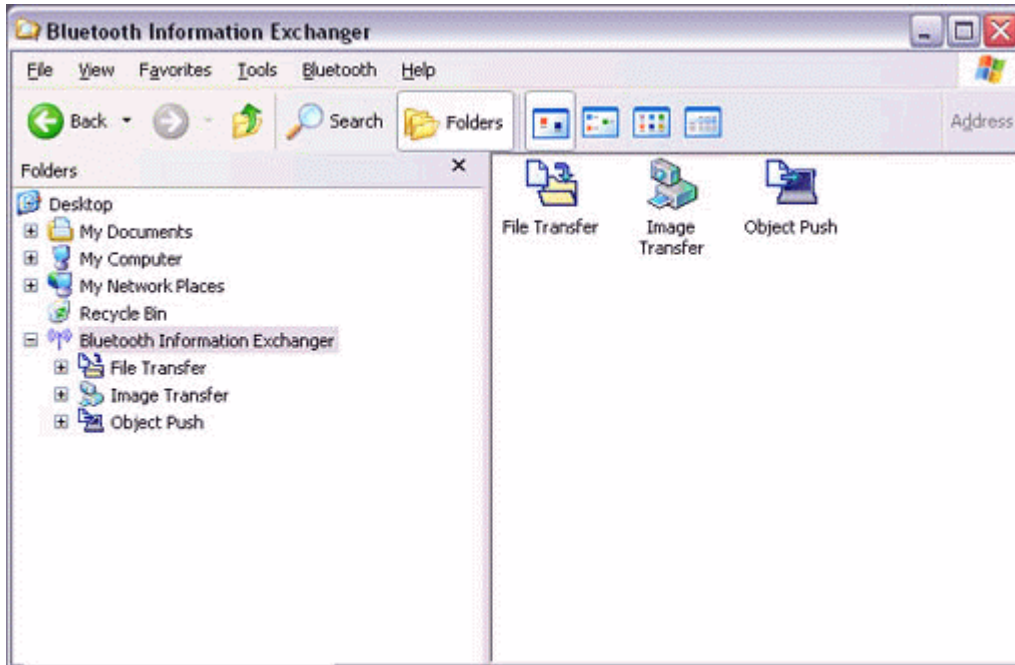 Bluetooth Information Exchanger
File View Favorites Tools Bluetooth Help
Back Search Folders Address
Folders
Desktop
My Documents
My Computer
My Network Places
Recycle Bin
Bluetooth Information Exchanger
File Transfer
Image Transfer
Object Push
File Transfer
Image
Transfer
Object Push